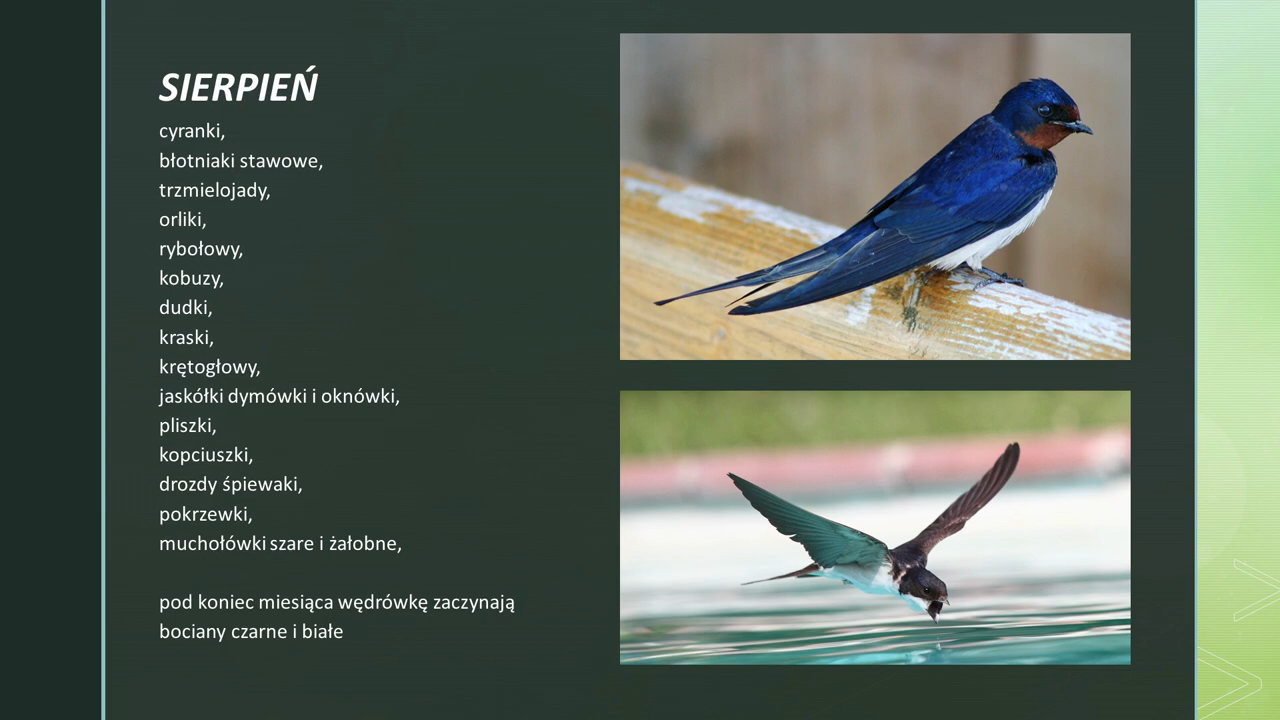 SIERPIEŃ
cyranki,
błotniaki stawowe,
trzmielojady,
orliki,
rybołowy,
kobuzy,
dudki,
kraski,
krętogłowy,
jaskółki dymówki i oknówki,
pliszki,
kopciuszki,
drozdy śpiewaki,
pokrzewki,
muchołówki szare i żałobne,
pod koniec miesiąca wędrówkę zaczynają
bociany czarne i białe